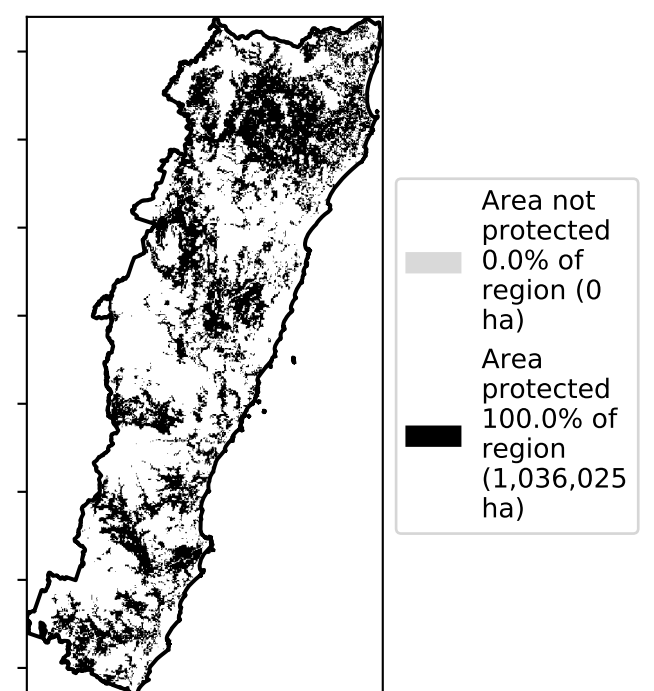 Area not
protected
0.0% of
region (0
ha)
Area
protected
100.0% of
region
(1,036,025
ha)